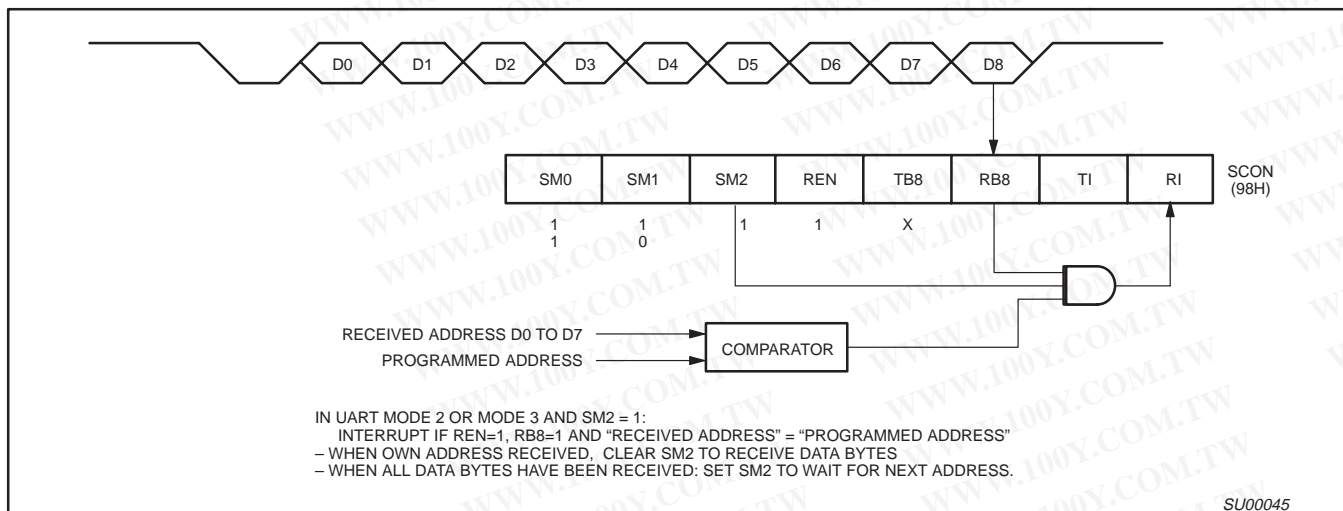 D0 D1 D2 D3 D4 D5 D6 D7 D8
SM0 SM1 SM2 REN TB8 RB8 TI RI
SCON
(98H)
1 1 1 1 X
1 0
RECEIVED ADDRESS D0 TO D7
PROGRAMMED ADDRESS
COMPARATOR
IN UART MODE 2 OR MODE 3 AND SM2 = 1:
INTERRUPT IF REN=1, RB8=1 AND “RECEIVED ADDRESS” = “PROGRAMMED ADDRESS”
– WHEN OWN ADDRESS RECEIVED, CLEAR SM2 TO RECEIVE DATA BYTES
– WHEN ALL DATA BYTES HAVE BEEN RECEIVED: SET SM2 TO WAIT FOR NEXT ADDRESS.
SU00045
WWW.100Y.COM.TW